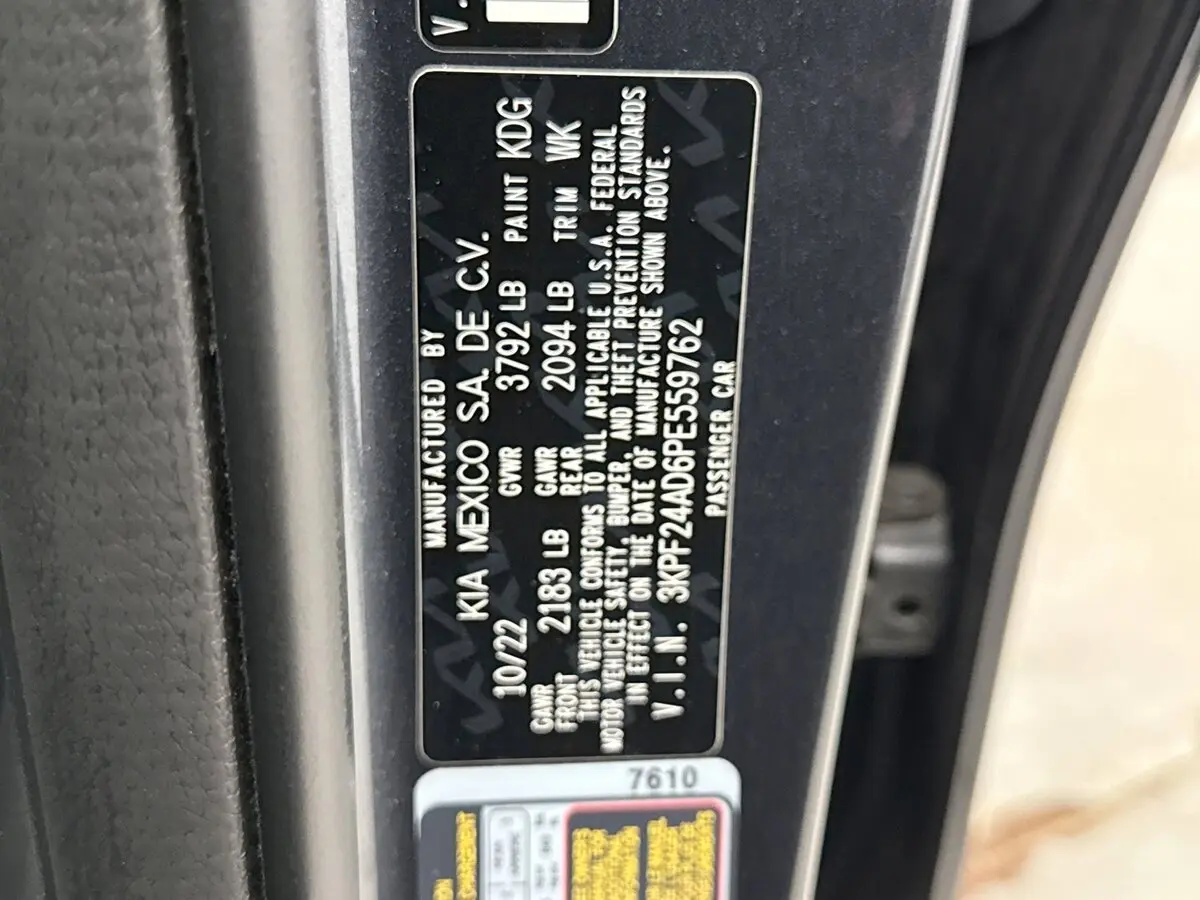 V.
MANUFACTURED BY
KIA MEXICO S.A. DE C.V.
10/22 GVWR 3792 LB PAINT KDG
GAWR FRONT 2183 LB GAWR REAR 2094 LB TRIM WK
THIS VEHICLE CONFORMS TO ALL APPLICABLE U.S.A. FEDERAL
MOTOR VEHICLE SAFETY, BUMPER, AND THEFT PREVENTION STANDARDS
IN EFFECT ON THE DATE OF MANUFACTURE SHOWN ABOVE.
V.I.N. 3KPF24AD6PE559762
PASSENGER CAR
7610